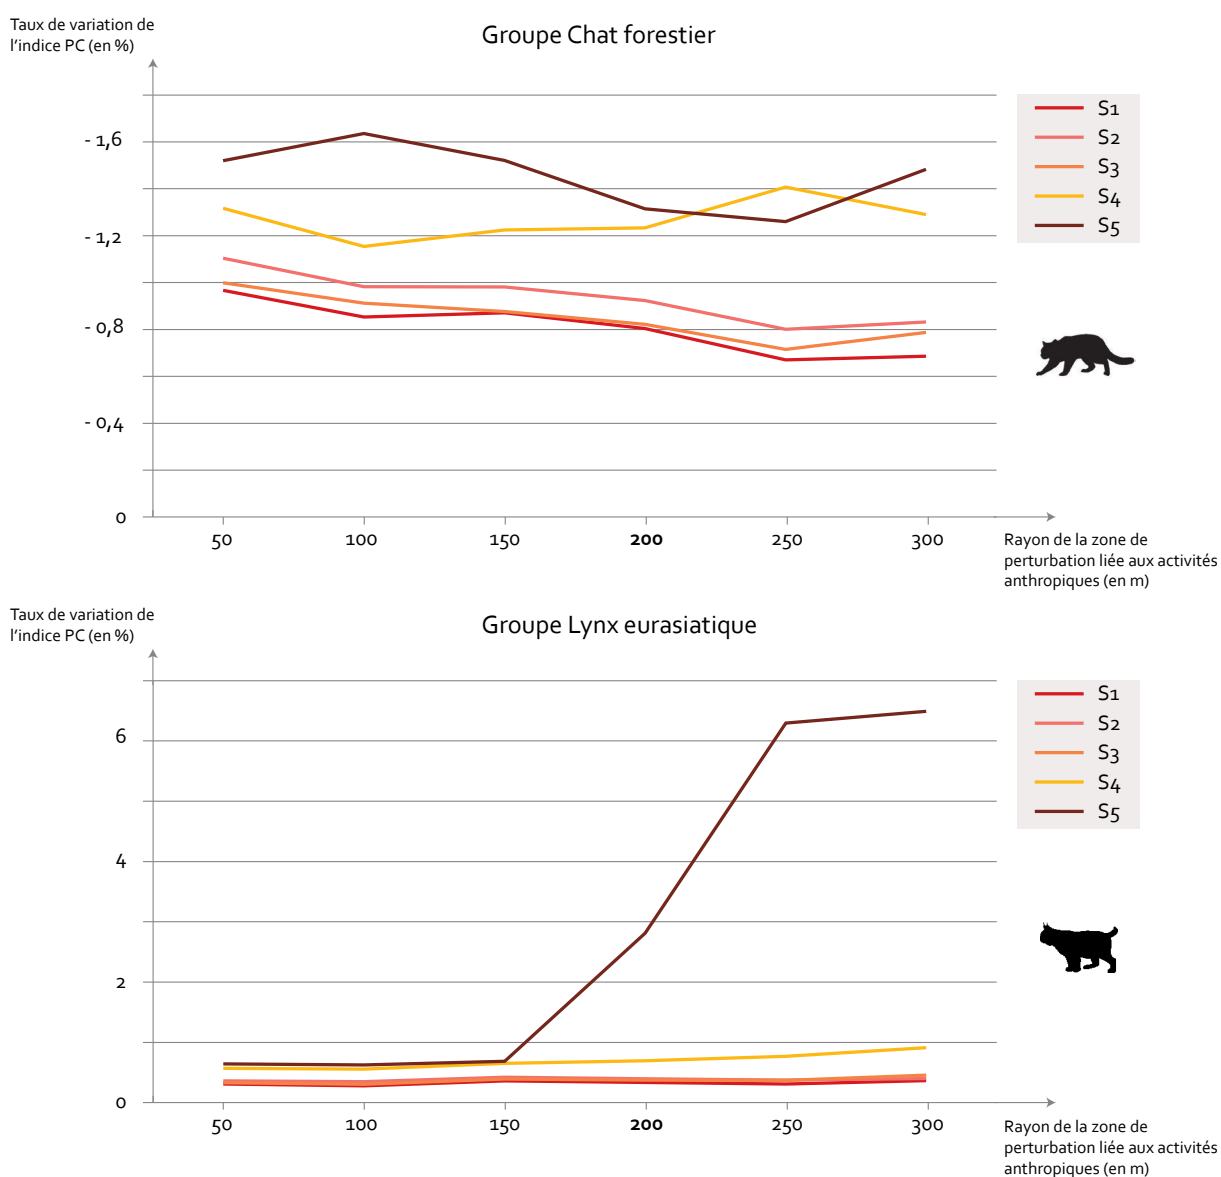 Taux de variation de
l'indice PC (en %)
Groupe Chat forestier
S1
S2
S3
S4
S5
- 1,6
- 1,2
- 0,8
- 0,4
0
50 100 150 200 250 300
Rayon de la zone de
perturbation liée aux activités
anthropiques (en m)
Taux de variation de
l'indice PC (en %)
Groupe Lynx eurasiatique
S1
S2
S3
S4
S5
6
4
2
0
50 100 150 200 250 300
Rayon de la zone de
perturbation liée aux activités
anthropiques (en m)